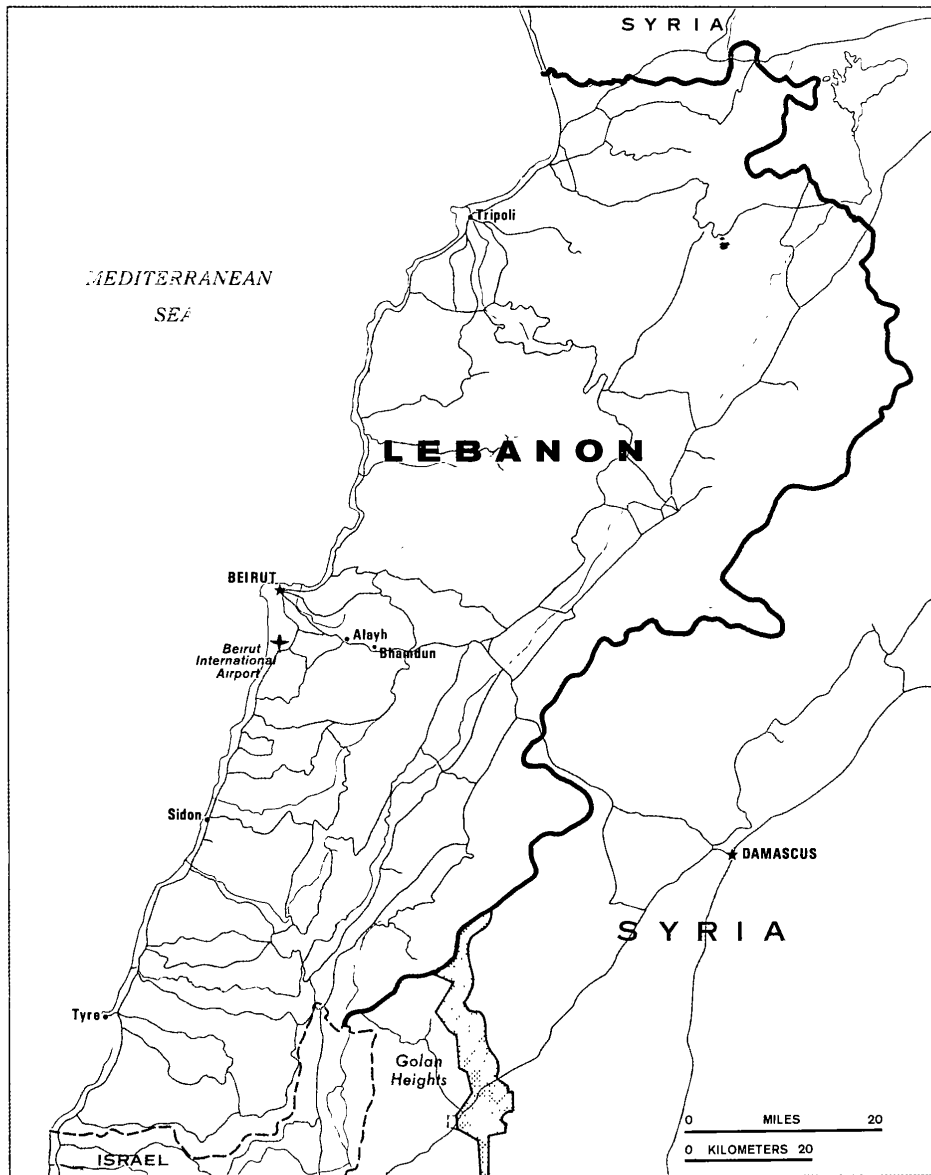 SYRIA
Tripoli
MEDITERRANEAN
SEA
LEBANON
BEIRUT
Alayh
Bhamdun
Beirut
International
Airport
Sidon
DAMASCUS
SYRIA
Tyre
Golan
Heights
0 MILES 20
0 KILOMETERS 20
ISRAEL